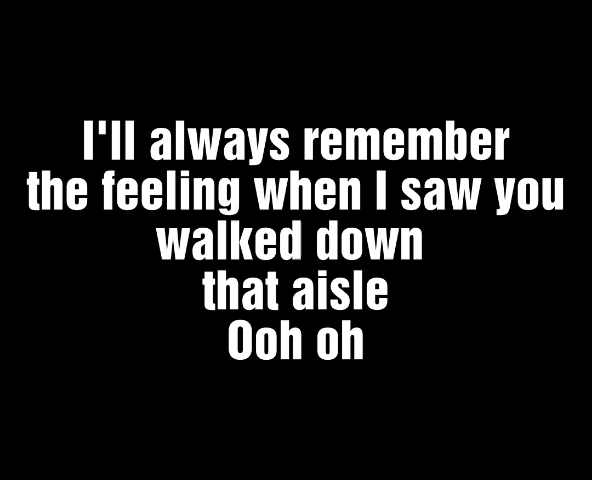 I'll always remember
the feeling when I saw you
walked down
that aisle
Ooh oh